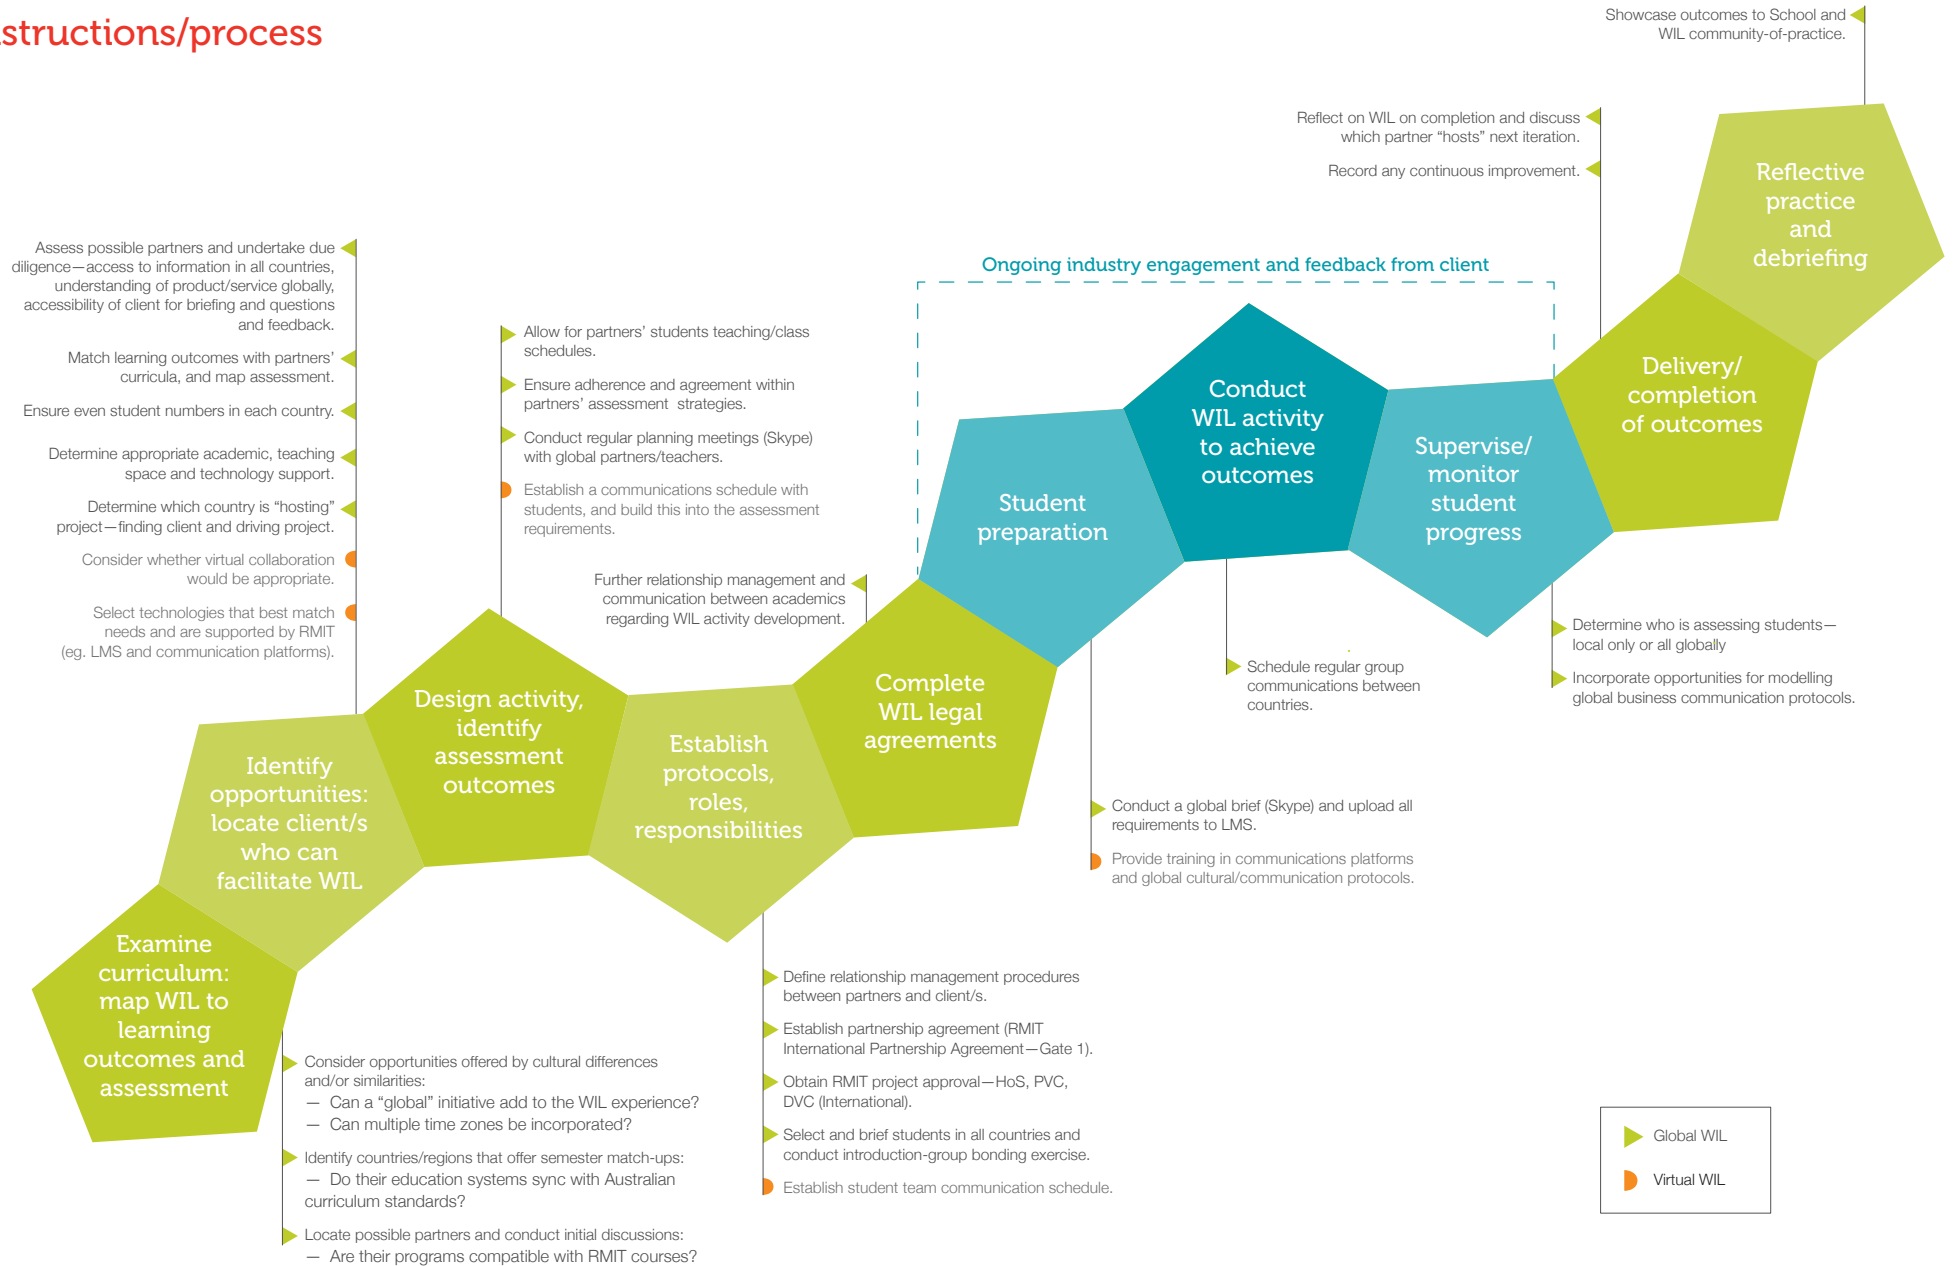 structions/process
Showcase outcomes to School and
WIL community-of-practice.
Reflect on WIL on completion and discuss
which partner “hosts” next iteration.
Record any continuous improvement.
Reflective
practice
and
debriefing
Assess possible partners and undertake due
diligence—access to information in all countries,
understanding of product/service globally,
accessibility of client for briefing and questions
and feedback.
Match learning outcomes with partners’
curricula, and map assessment.
Ensure even student numbers in each country.
Determine appropriate academic, teaching
space and technology support.
Determine which country is “hosting”
project—finding client and driving project.
Consider whether virtual collaboration
would be appropriate.
Select technologies that best match
needs and are supported by RMIT
(eg. LMS and communication platforms).
Allow for partners’ students teaching/class
schedules.
Ensure adherence and agreement within
partners’ assessment strategies.
Conduct regular planning meetings (Skype)
with global partners/teachers.
Establish a communications schedule with
students, and build this into the assessment
requirements.
Further relationship management and
communication between academics
regarding WIL activity development.
Ongoing industry engagement and feedback from client
Delivery/
completion
of outcomes
Conduct
WIL activity
to achieve
outcomes
Supervise/
monitor
student
progress
Student
preparation
Complete
WIL legal
agreements
Design activity,
identify
assessment
outcomes
Establish
protocols,
roles,
responsibilities
Identify
opportunities:
locate client/s
who can
facilitate WIL
Examine
curriculum:
map WIL to
learning
outcomes and
assessment
Determine who is assessing students—
local only or all globally
Incorporate opportunities for modelling
global business communication protocols.
Schedule regular group
communications between
countries.
Conduct a global brief (Skype) and upload all
requirements to LMS.
Provide training in communications platforms
and global cultural/communication protocols.
Define relationship management procedures
between partners and client/s.
Establish partnership agreement (RMIT
International Partnership Agreement—Gate 1).
Obtain RMIT project approval—HoS, PVC,
DVC (International).
Select and brief students in all countries and
conduct introduction-group bonding exercise.
Establish student team communication schedule.
Consider opportunities offered by cultural differences
and/or similarities:
— Can a “global” initiative add to the WIL experience?
— Can multiple time zones be incorporated?
Identify countries/regions that offer semester match-ups:
— Do their education systems sync with Australian
curriculum standards?
Locate possible partners and conduct initial discussions:
— Are their programs compatible with RMIT courses?
Global WIL
Virtual WIL